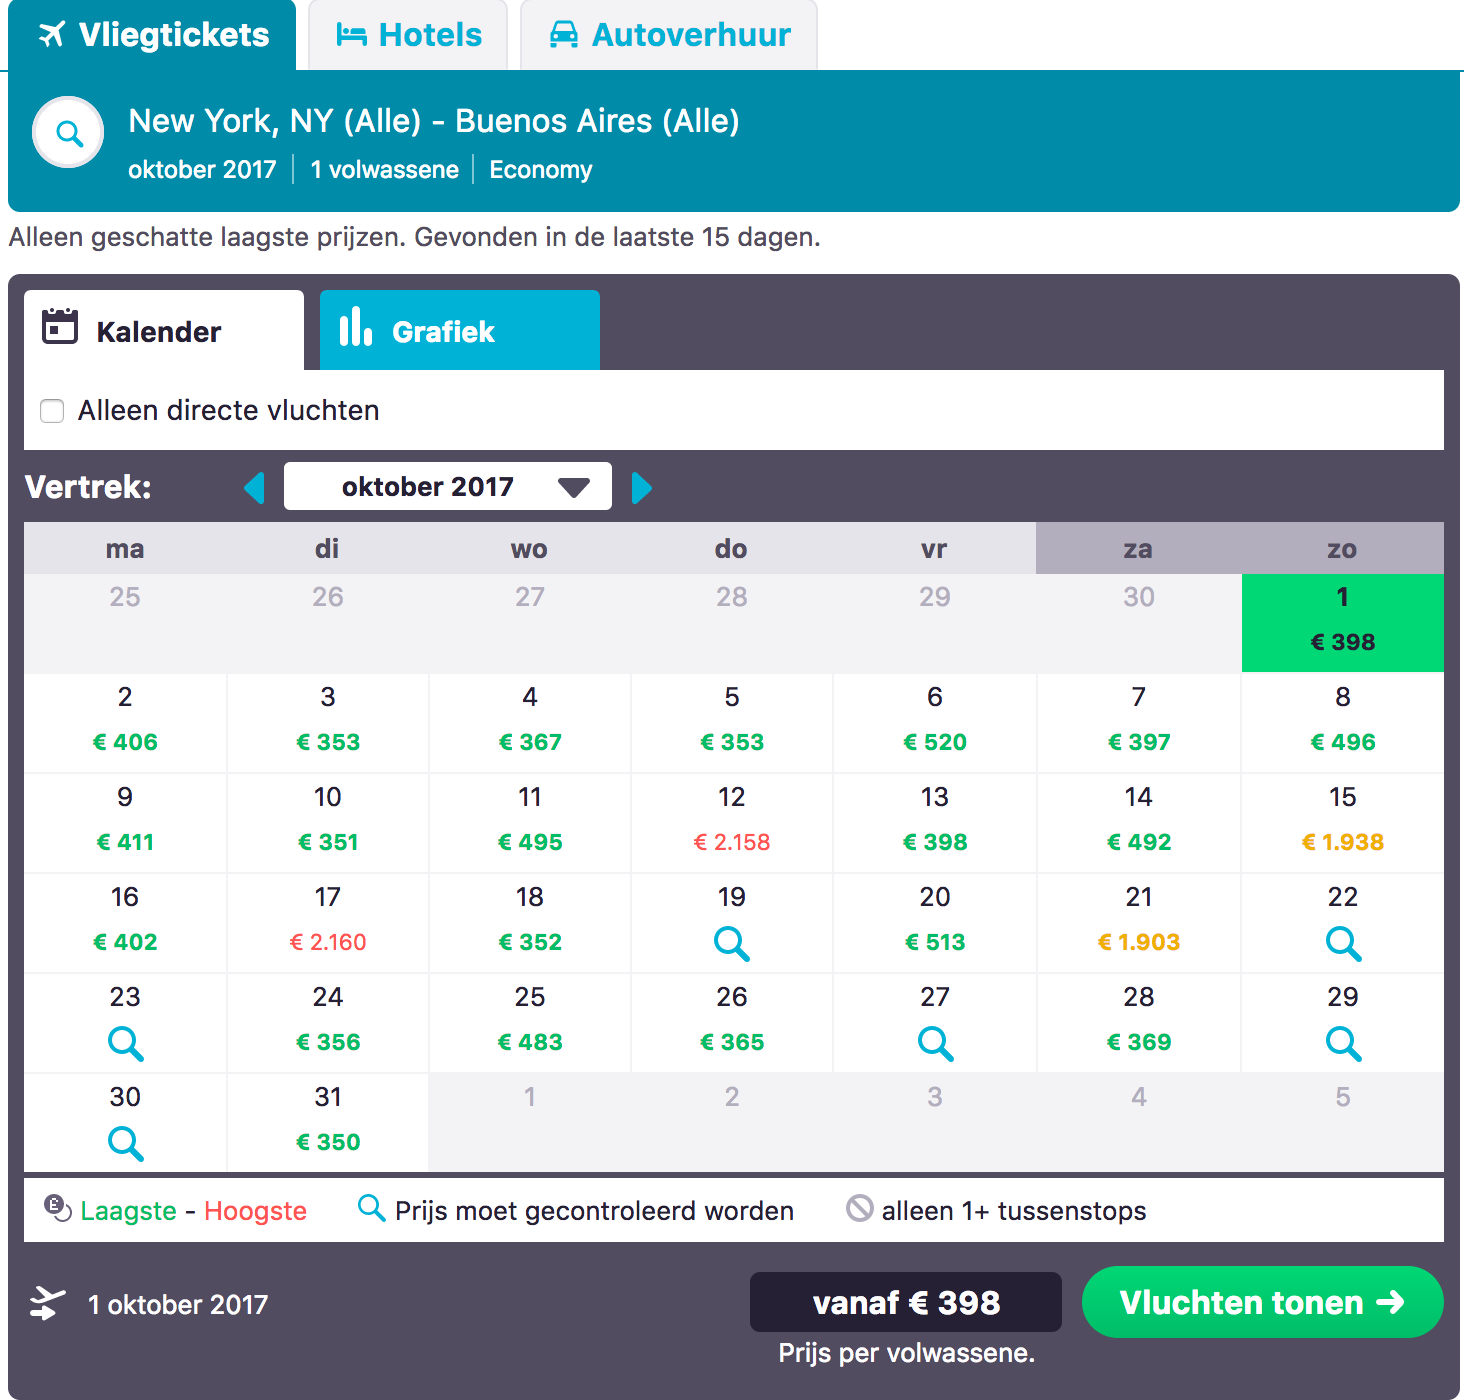 Vliegtickets Hotels Autoverhuur
New York, NY (Alle) - Buenos Aires (Alle)
oktober 2017 1 volwassene Economy
Alleen geschatte laagste prijzen. Gevonden in de laatste 15 dagen.
Kalender Grafiek
Alleen directe vluchten
Vertrek: oktober 2017
ma di wo do vr za zo
25 26 27 28 29 30 1
€ 398
2 3 4 5 6 7 8
€ 406 € 353 € 367 € 353 € 520 € 397 € 496
9 10 11 12 13 14 15
€ 411 € 351 € 495 € 2.158 € 398 € 492 € 1.938
16 17 18 19 20 21 22
€ 402 € 2.160 € 352 € 513 € 1.903
23 24 25 26 27 28 29
€ 356 € 483 € 365 € 369
30 31 1 2 3 4 5
€ 350
Laagste - Hoogste Prijs moet gecontroleerd worden alleen 1+ tussenstops
1 oktober 2017 vanaf € 398 Vluchten tonen
Prijs per volwassene.